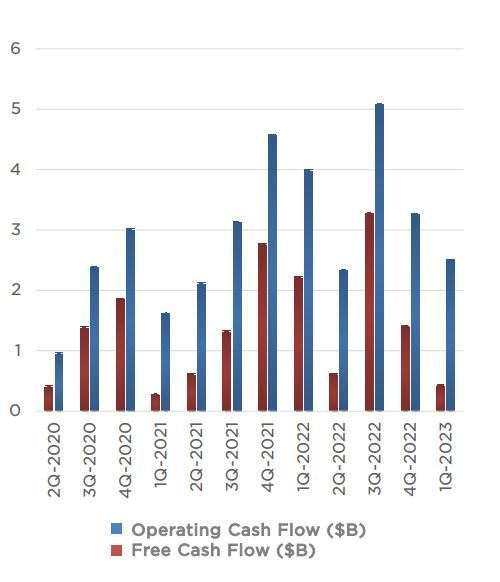 6
5
4
3
2
1
0
2Q-2020
3Q-2020
4Q-2020
1Q-2021
2Q-2021
3Q-2021
4Q-2021
1Q-2022
2Q-2022
3Q-2022
4Q-2022
1Q-2023
Operating Cash Flow ($B)
Free Cash Flow ($B)